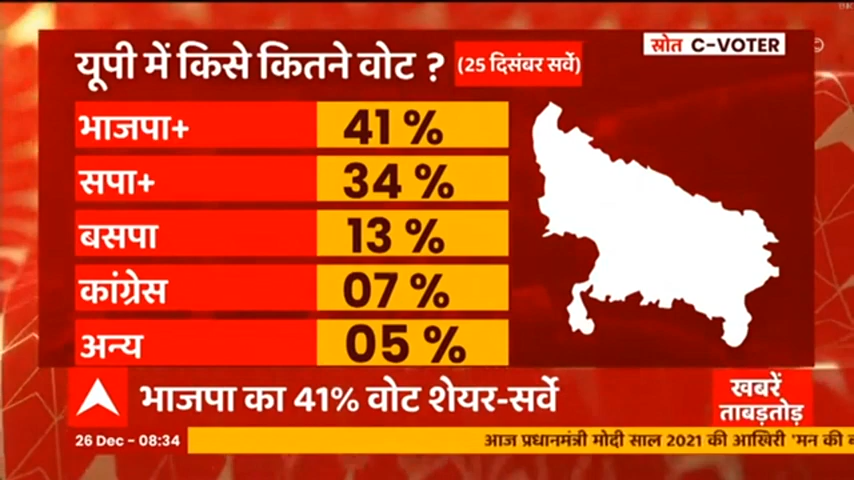 यूपी में किसे कितने वोट ? (25 दिसंबर सर्वे)
स्रोत C-VOTER
भाजपा+ 41 %
सपा+ 34 %
बसपा 13 %
कांग्रेस 07 %
अन्य 05 %
भाजपा का 41% वोट शेयर-सर्वे
खबरें
ताबड़तोड़
26 Dec - 08:34
आज प्रधानमंत्री मोदी साल 2021 की आखिरी 'मन की